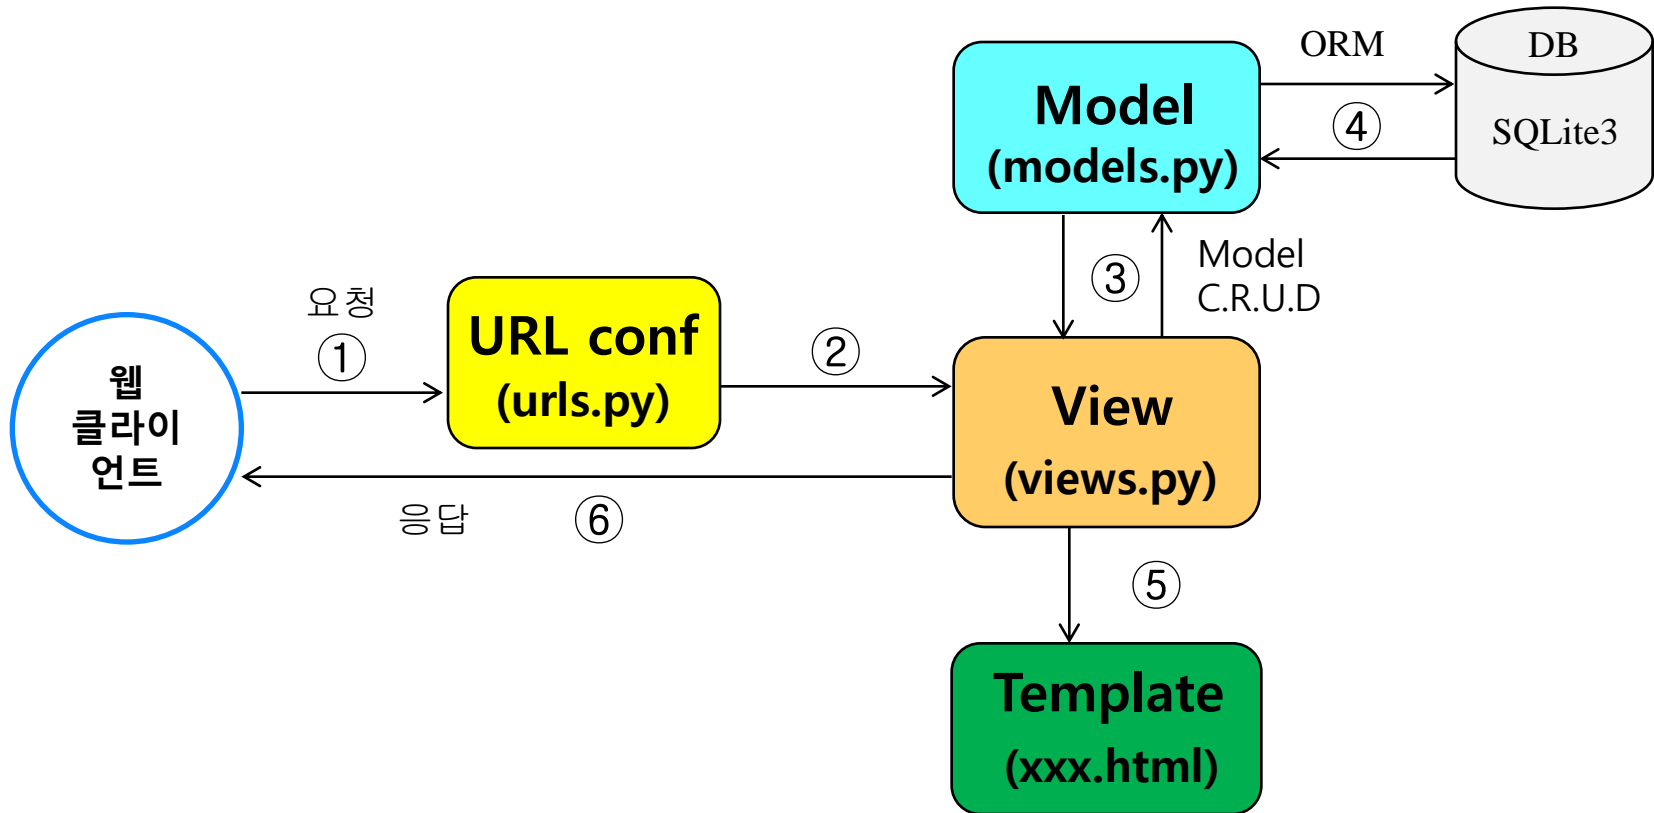 ORM
DB
SQLite3
④
Model
(models.py)
③
Model
C.R.U.D
요청
①
URL conf
(urls.py)
②
View
(views.py)
웹
클라이
언트
응답
⑥
⑤
Template
(xxx.html)